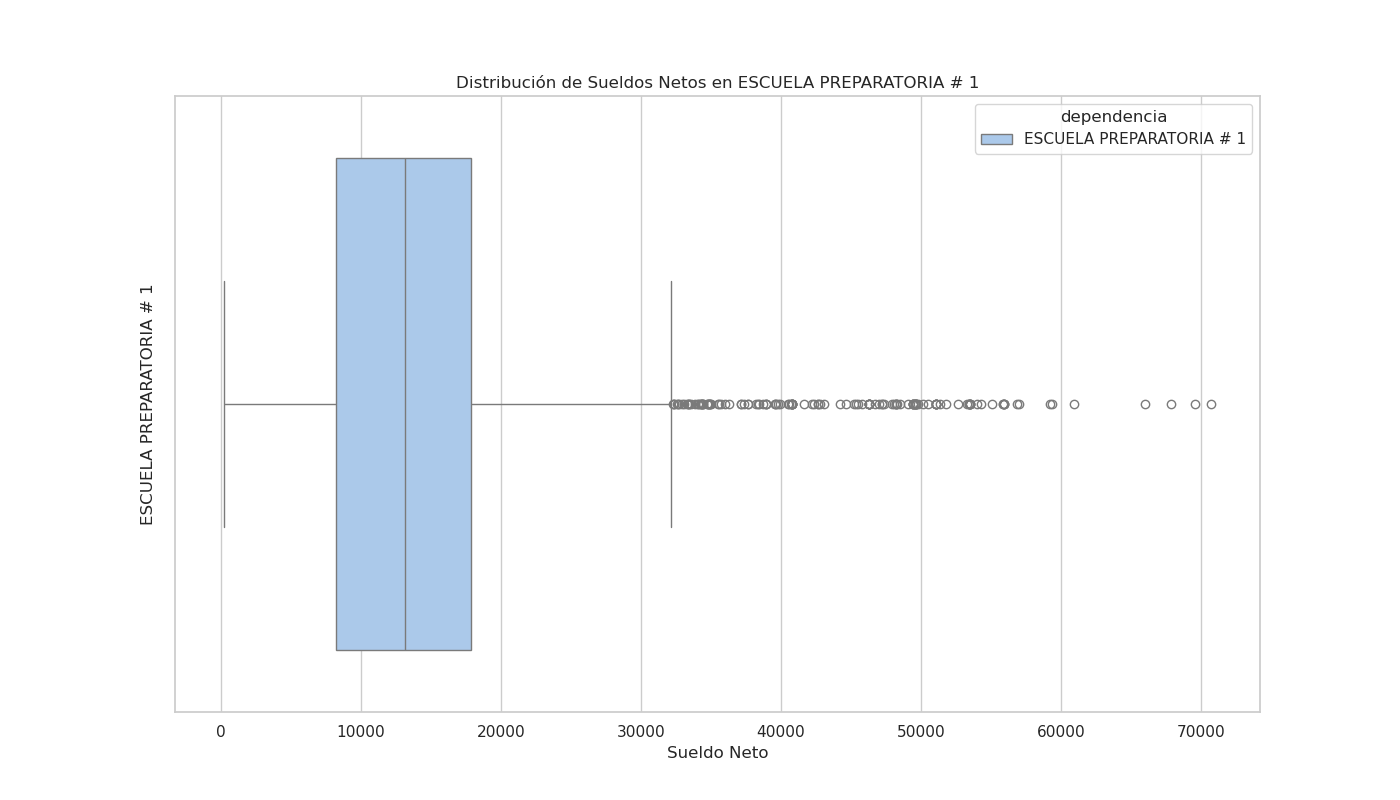 Distribución de Sueldos Netos en ESCUELA PREPARATORIA # 1
dependencia
ESCUELA PREPARATORIA # 1
ESCUELA PREPARATORIA # 1
0 10000 20000 30000 40000 50000 60000 70000
Sueldo Neto